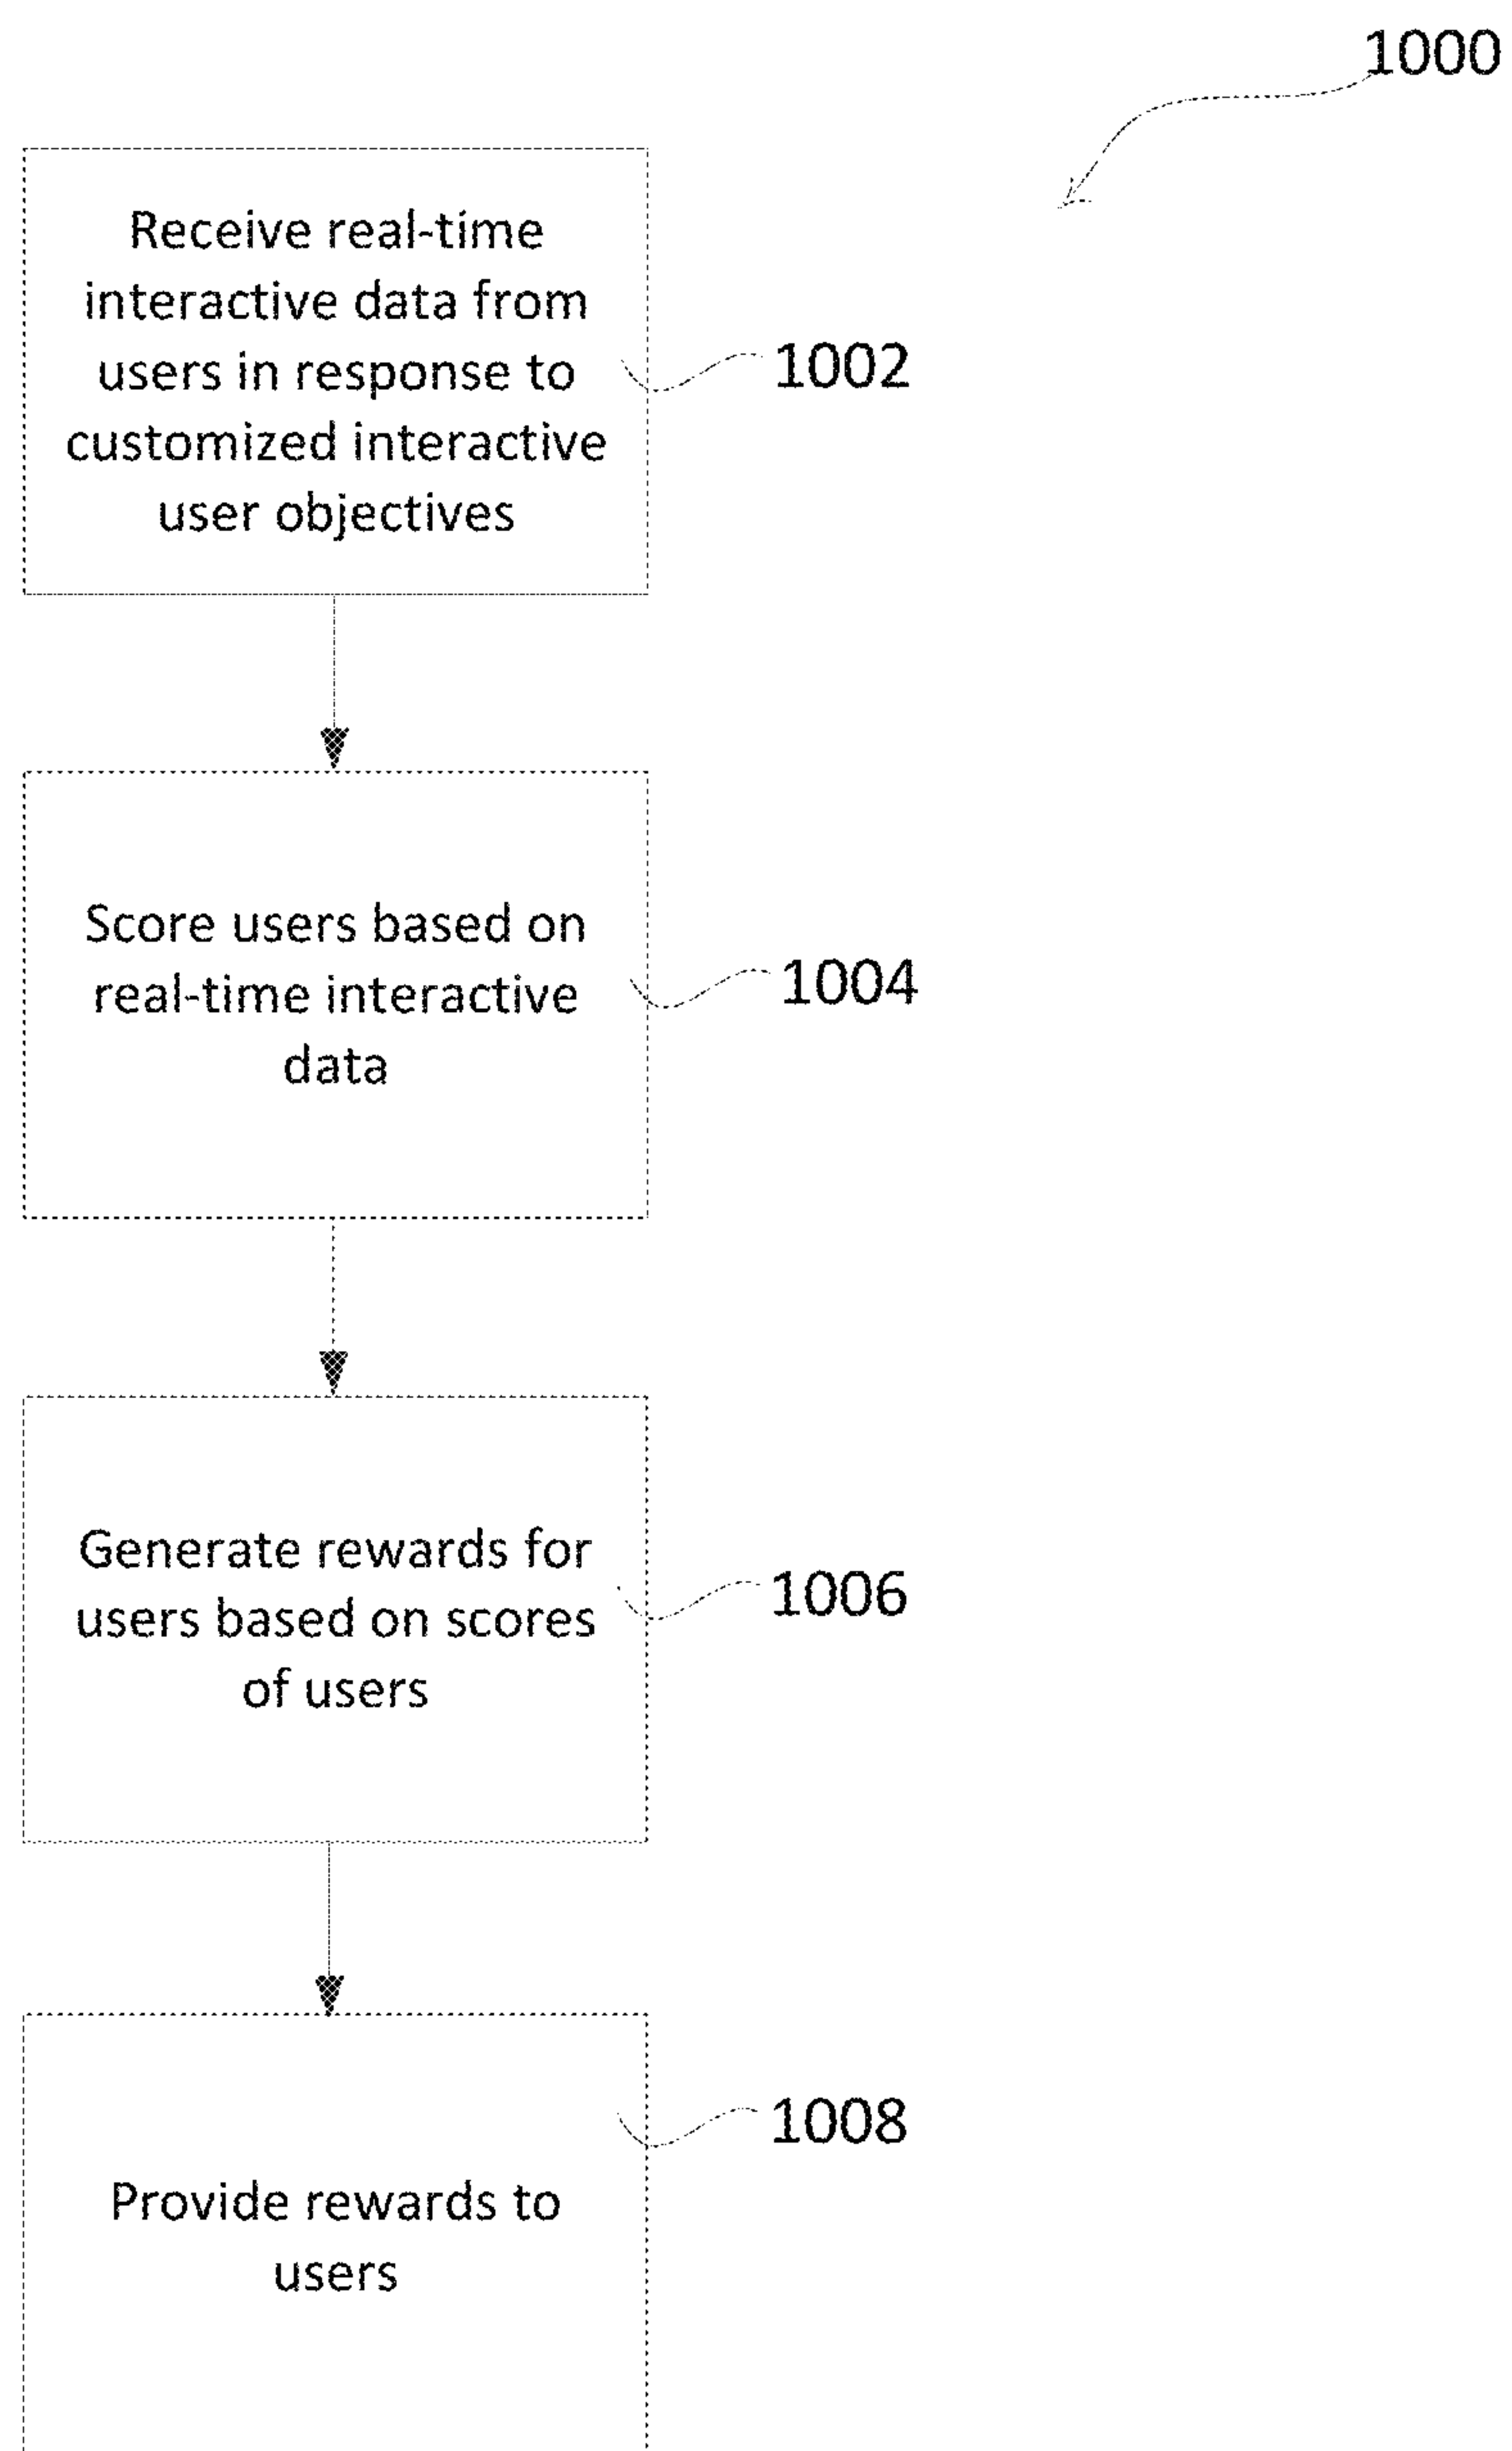 1000
Receive real-time
interactive data from
users in response to
customized interactive
user objectives
1002
Score users based on
real-time interactive
data
1004
Generate rewards for
users based on scores
of users
1006
Provide rewards to
users
1008